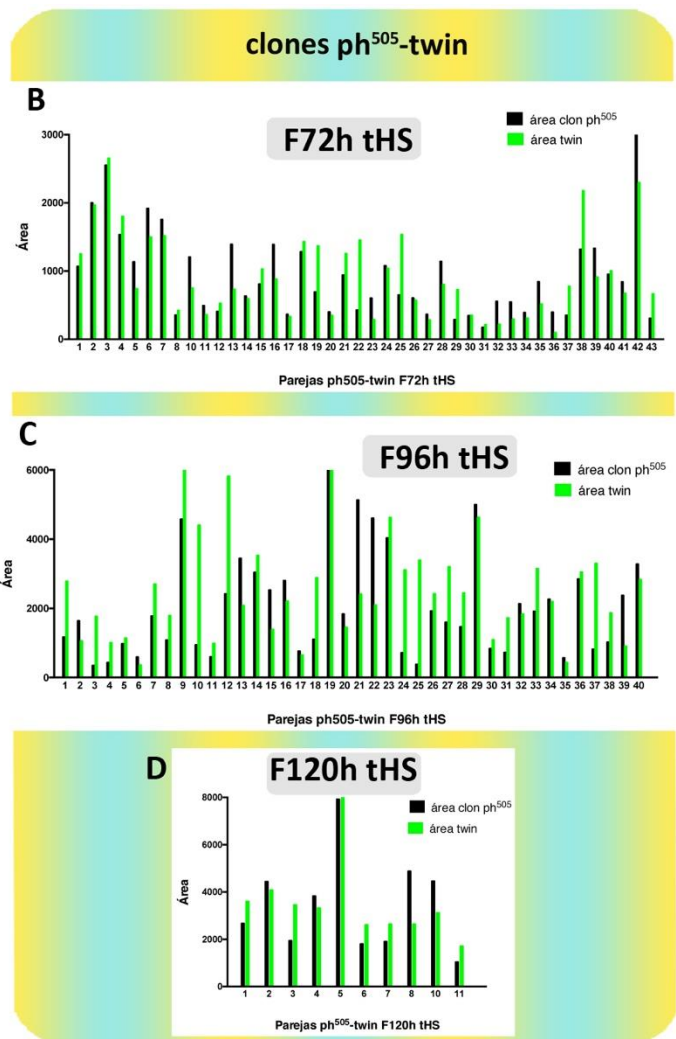 clones ph⁵⁰⁵-twin
B
F72h tHS
área clon ph⁵⁰⁵
área twin
3000
2000
1000
0
Área
1 2 3 4 5 6 7 8 10 11 12 13 14 15 16 17 18 19 20 21 22 23 24 25 26 27 28 29 30 31 32 33 34 35 36 37 38 39 40 41 42 43
Parejas ph505-twin F72h tHS
C
F96h tHS
área clon ph⁵⁰⁵
área twin
6000
4000
2000
0
Área
1 2 3 4 5 6 7 8 9 10 11 12 13 14 15 16 17 18 19 20 21 22 23 24 25 26 27 28 29 30 31 32 33 34 35 36 37 38 39 40
Parejas ph505-twin F96h tHS
D
F120h tHS
área clon ph⁵⁰⁵
área twin
8000
6000
4000
2000
0
Área
1 2 3 4 5 6 7 8 10 11
Parejas ph⁵⁰⁵-twin F120h tHS